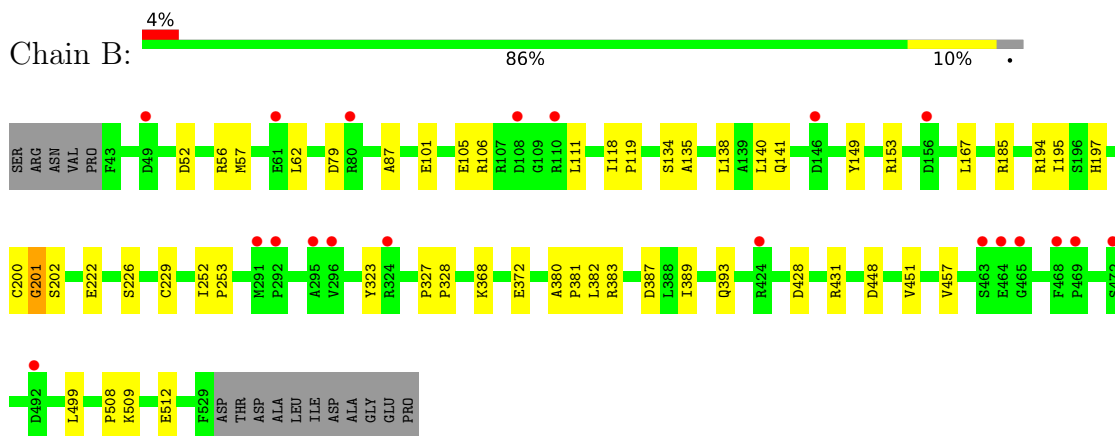 4%
Chain B:
86% 10% •
SER ARG ASN VAL PRO F43 D49 D52 R56 M57 E61 L62 D79 R80 A87 E101 E105 R106 R107 D108 G109 R110 L111 I118 P119 S134 A135 L138 A139 L140 Q141 D146 Y149 R153 D156 L167 R185 R194 I195 S196 H197
C200 G201 S202 E222 S226 C229 I252 P253 M291 P292 A295 V296 Y323 R324 P327 P328 K368 E372 A380 P381 L382 R383 D387 L388 I389 Q393 R424 D428 R431 D448 V451 V457 S463 E464 G465 F468 P469
D492 L499 P508 K509 E512 F529 ASP THR ASP ALA LEU ILE ASP ALA GLY GLU PRO